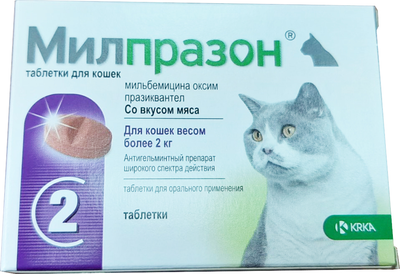 Милпразон®
таблетки для кошек
мильбемицина оксим
празиквантел
Со вкусом мяса
Для кошек весом
более 2 кг
Антигельминтный препарат
широкого спектра действия
таблетки для орального применения
2
таблетки
KRKA